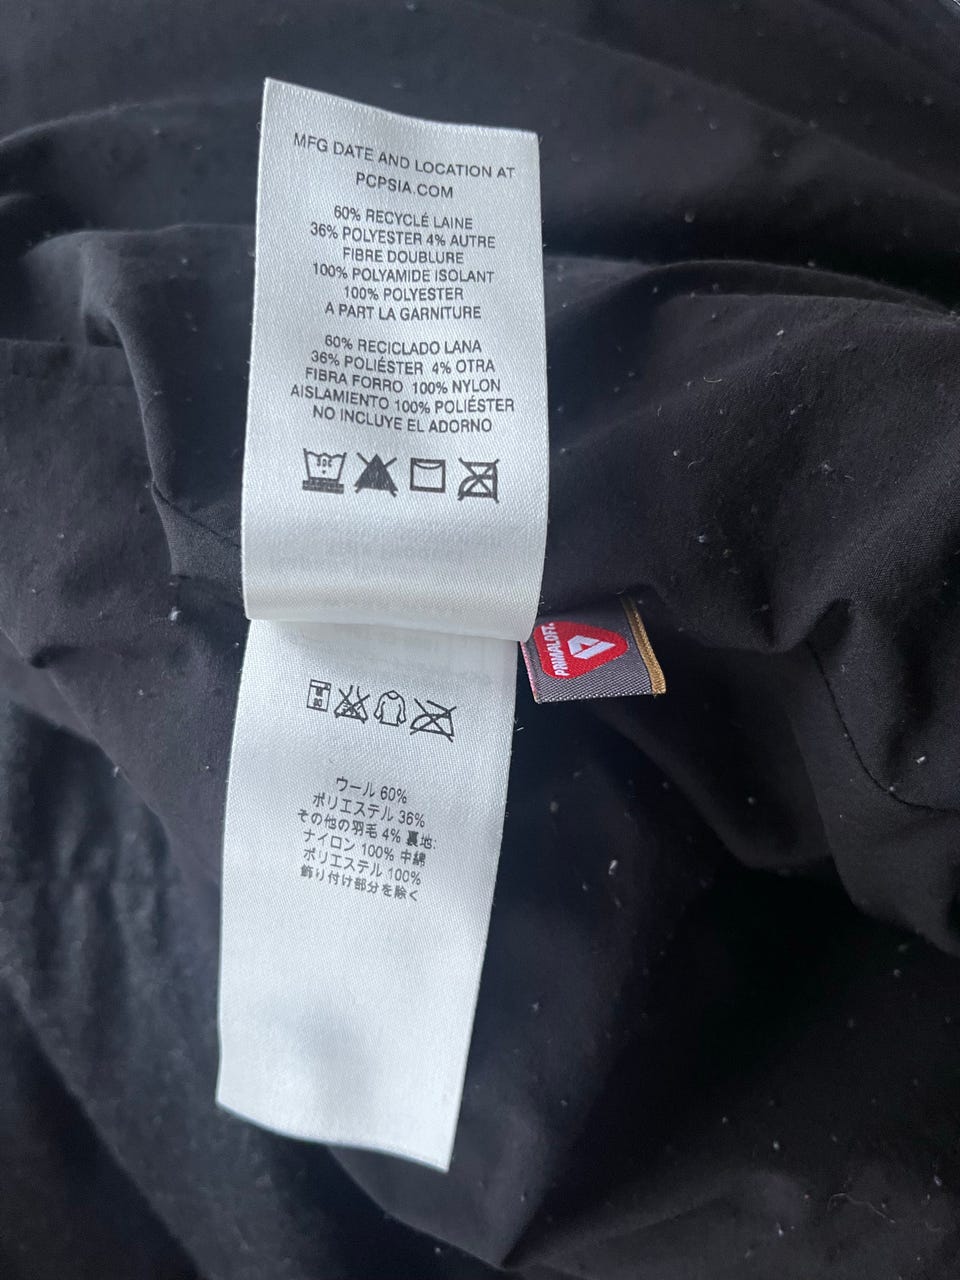 MFG DATE AND LOCATION AT
PCPSIA.COM
60% RECYCLÉ LAINE
36% POLYESTER 4% AUTRE
FIBRE DOUBLURE
100% POLYAMIDE ISOLANT
100% POLYESTER
A PART LA GARNITURE
60% RECICLADO LANA
36% POLIÉSTER 4% OTRA
FIBRA FORRO 100% NYLON
AISLAMIENTO 100% POLIÉSTER
NO INCLUYE EL ADORNO
30C
PRIMALOFT.
ウール 60%
ポリエステル 36%
その他の羽毛 4% 裏地:
ナイロン 100% 中綿
ポリエステル 100%
飾り付け部分を除く